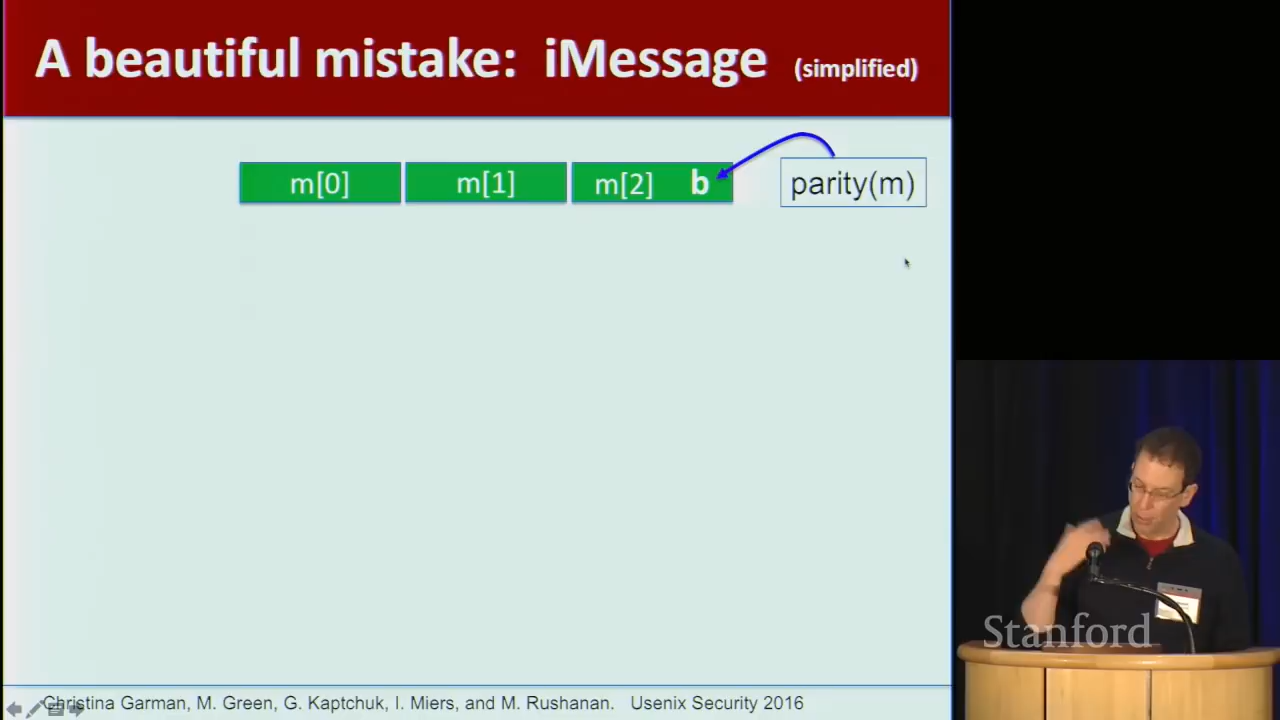 A beautiful mistake: iMessage (simplified)
m[0] m[1] m[2] b parity(m)
Stanford
Christina Garman, M. Green, G. Kaptchuk, I. Miers, and M. Rushanan. Usenix Security 2016